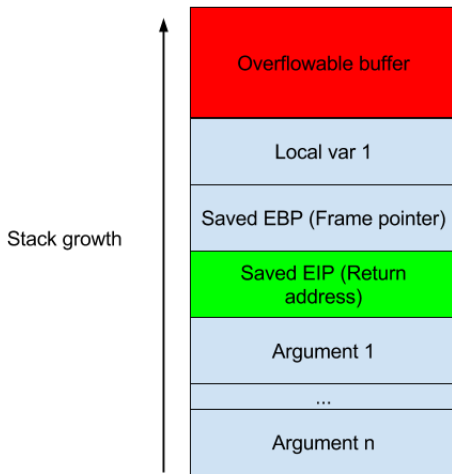 Overflowable buffer
Local var 1
Saved EBP (Frame pointer)
Stack growth
Saved EIP (Return
address)
Argument 1
...
Argument n